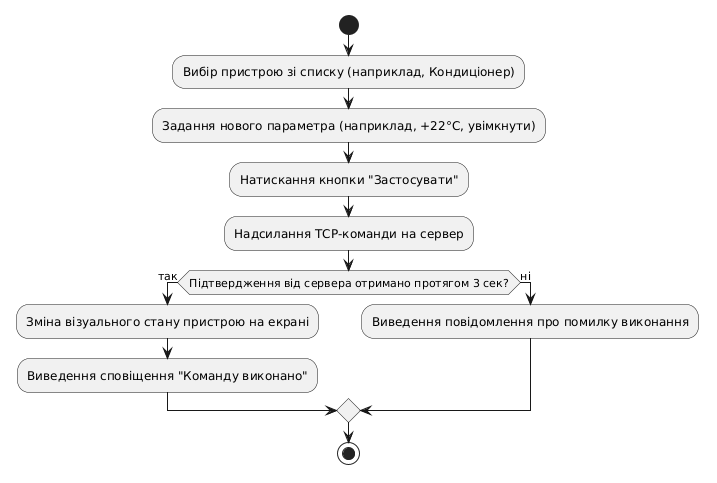 Вибір пристрою зі списку (наприклад, Кондиціонер)
Задання нового параметра (наприклад, +22°C, увімкнути)
Натискання кнопки "Застосувати"
Надсилання TCP-команди на сервер
так
Підтвердження від сервера отримано протягом 3 сек?
ні
Зміна візуального стану пристрою на екрані
Виведення повідомлення про помилку виконання
Виведення сповіщення "Команду виконано"